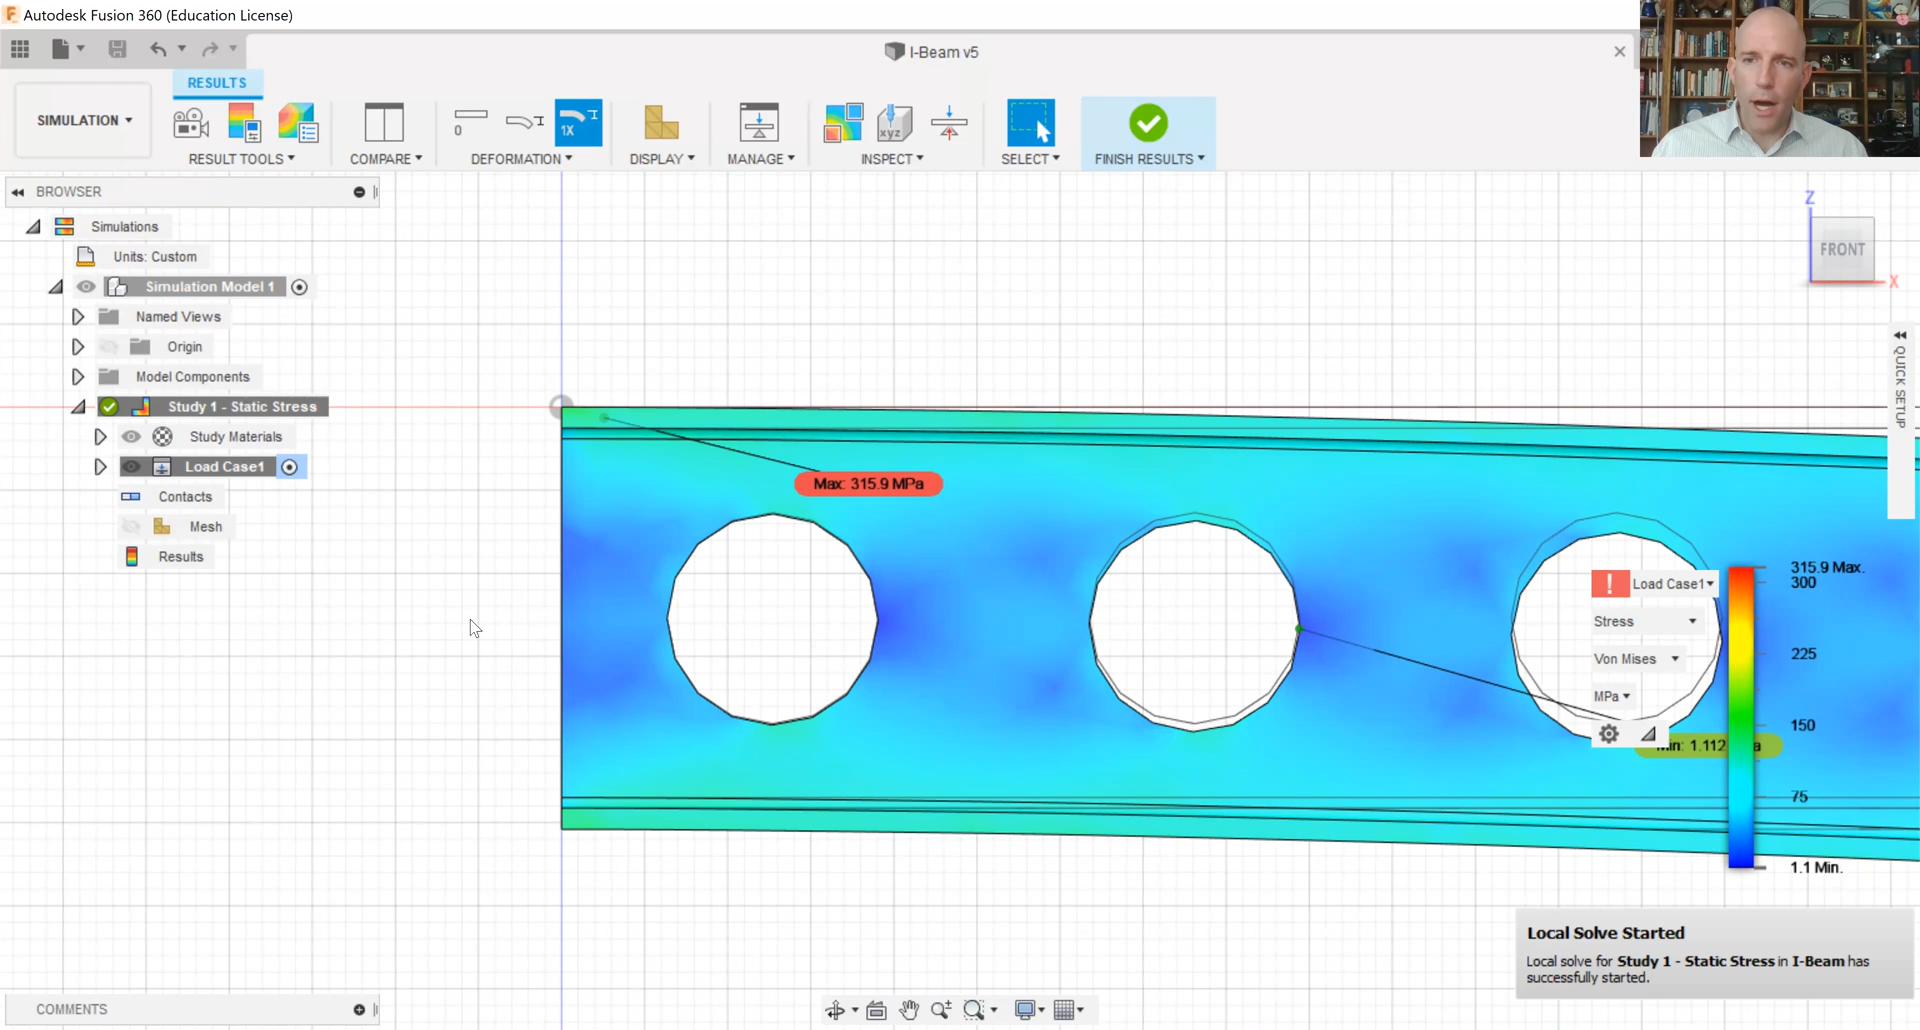 Autodesk Fusion 360 (Education License)
I-Beam v5
RESULTS
SIMULATION
0
1X
xyz
RESULT TOOLS
COMPARE
DEFORMATION
DISPLAY
MANAGE
INSPECT
SELECT
FINISH RESULTS
BROWSER
Simulations
Units: Custom
Simulation Model 1
Named Views
Origin
Model Components
Study 1 - Static Stress
Study Materials
Load Case1
Contacts
Mesh
Results
Z
FRONT
X
QUICK SETUP
Max: 315.9 MPa
Load Case1
Stress
Von Mises
MPa
Min: 1.112
315.9 Max.
300
225
150
75
1.1 Min.
Local Solve Started
Local solve for Study 1 - Static Stress in I-Beam has
successfully started.
COMMENTS